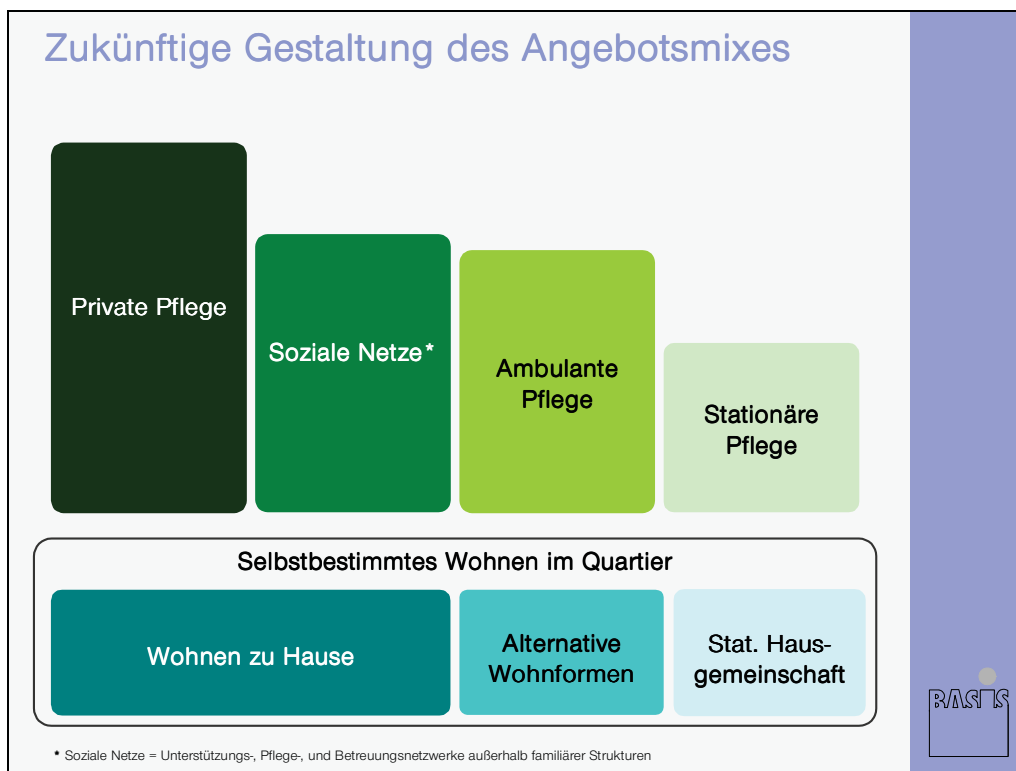 Zukünftige Gestaltung des Angebotsmixes
Private Pflege
Soziale Netze*
Ambulante
Pflege
Stationäre
Pflege
Selbstbestimmtes Wohnen im Quartier
Wohnen zu Hause
Alternative
Wohnformen
Stat. Haus-
gemeinschaft
* Soziale Netze = Unterstützungs-, Pflege-, und Betreuungsnetzwerke außerhalb familiärer Strukturen
BASIS